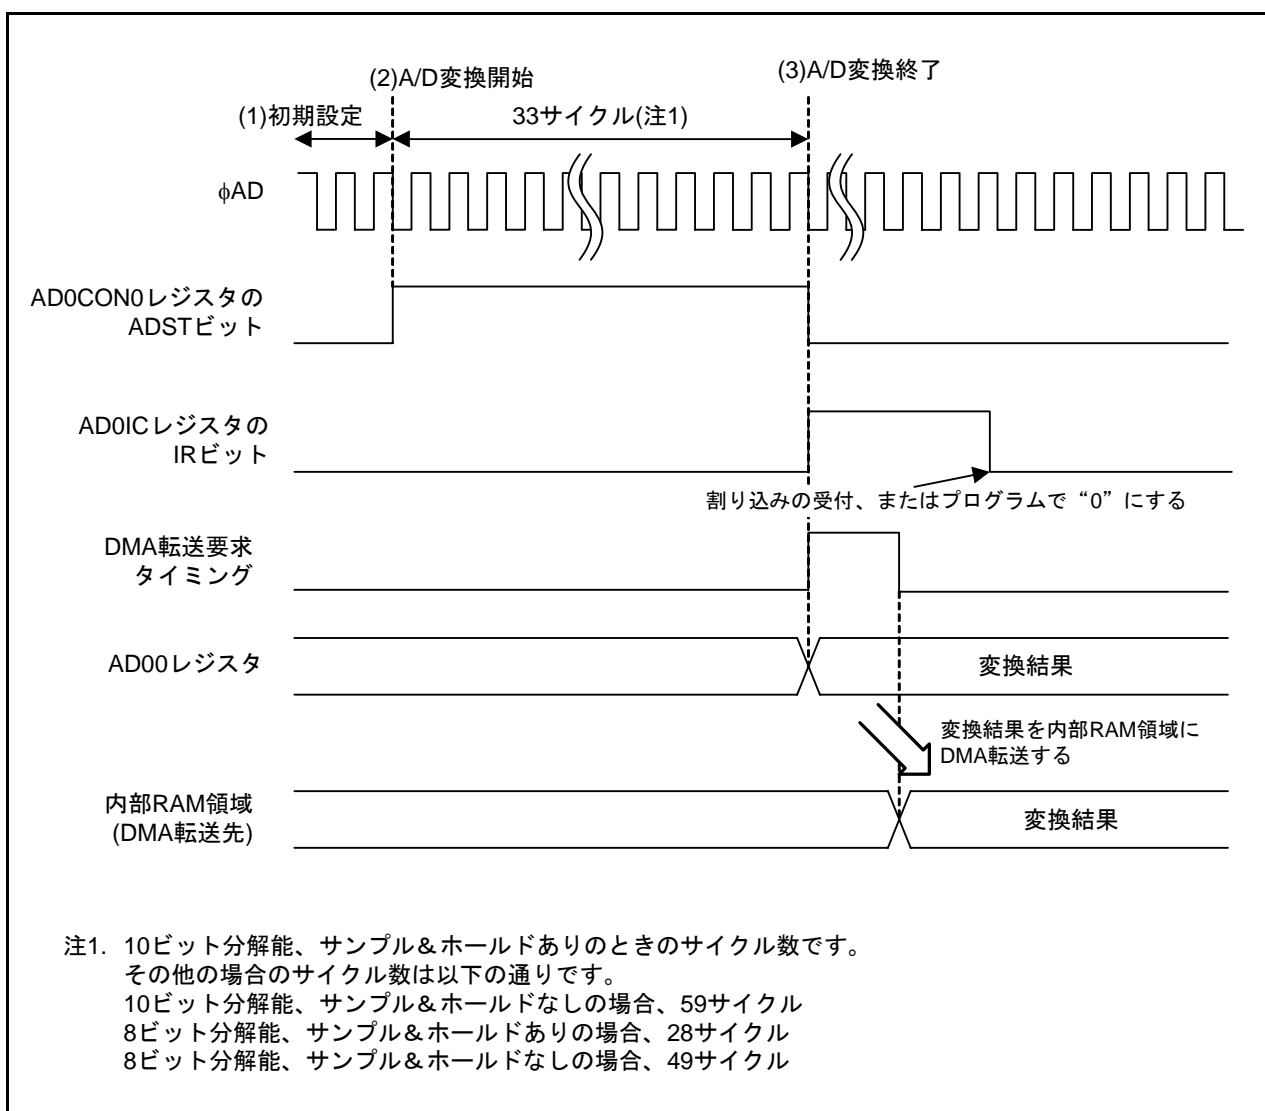 (2)A/D変換開始
(3)A/D変換終了
(1)初期設定
33サイクル(注1)
φAD
AD0CON0レジスタの
ADSTビット
AD0ICレジスタの
IRビット
割り込みの受付、またはプログラムで“0”にする
DMA転送要求
タイミング
AD00レジスタ
変換結果
変換結果を内部RAM領域に
DMA転送する
内部RAM領域
(DMA転送先)
変換結果
注1. 10ビット分解能、サンプル&ホールドありのときのサイクル数です。
その他の場合のサイクル数は以下の通りです。
10ビット分解能、サンプル&ホールドなしの場合、59サイクル
8ビット分解能、サンプル&ホールドありの場合、28サイクル
8ビット分解能、サンプル&ホールドなしの場合、49サイクル